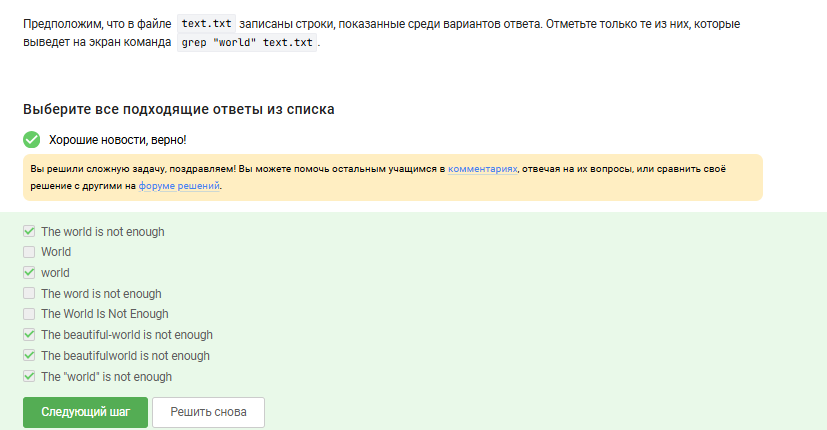 Предположим, что в файле text.txt записаны строки, показанные среди вариантов ответа. Отметьте только те из них, которые
выведет на экран команда grep "world" text.txt.
Выберите все подходящие ответы из списка
Хорошие новости, верно!
Вы решили сложную задачу, поздравляем! Вы можете помочь остальным учащимся в комментариях, отвечая на их вопросы, или сравнить своё
решение с другими на форуме решений.
The world is not enough
World
world
The word is not enough
The World Is Not Enough
The beautiful-world is not enough
The beautifulworld is not enough
The "world" is not enough
Следующий шаг Решить снова